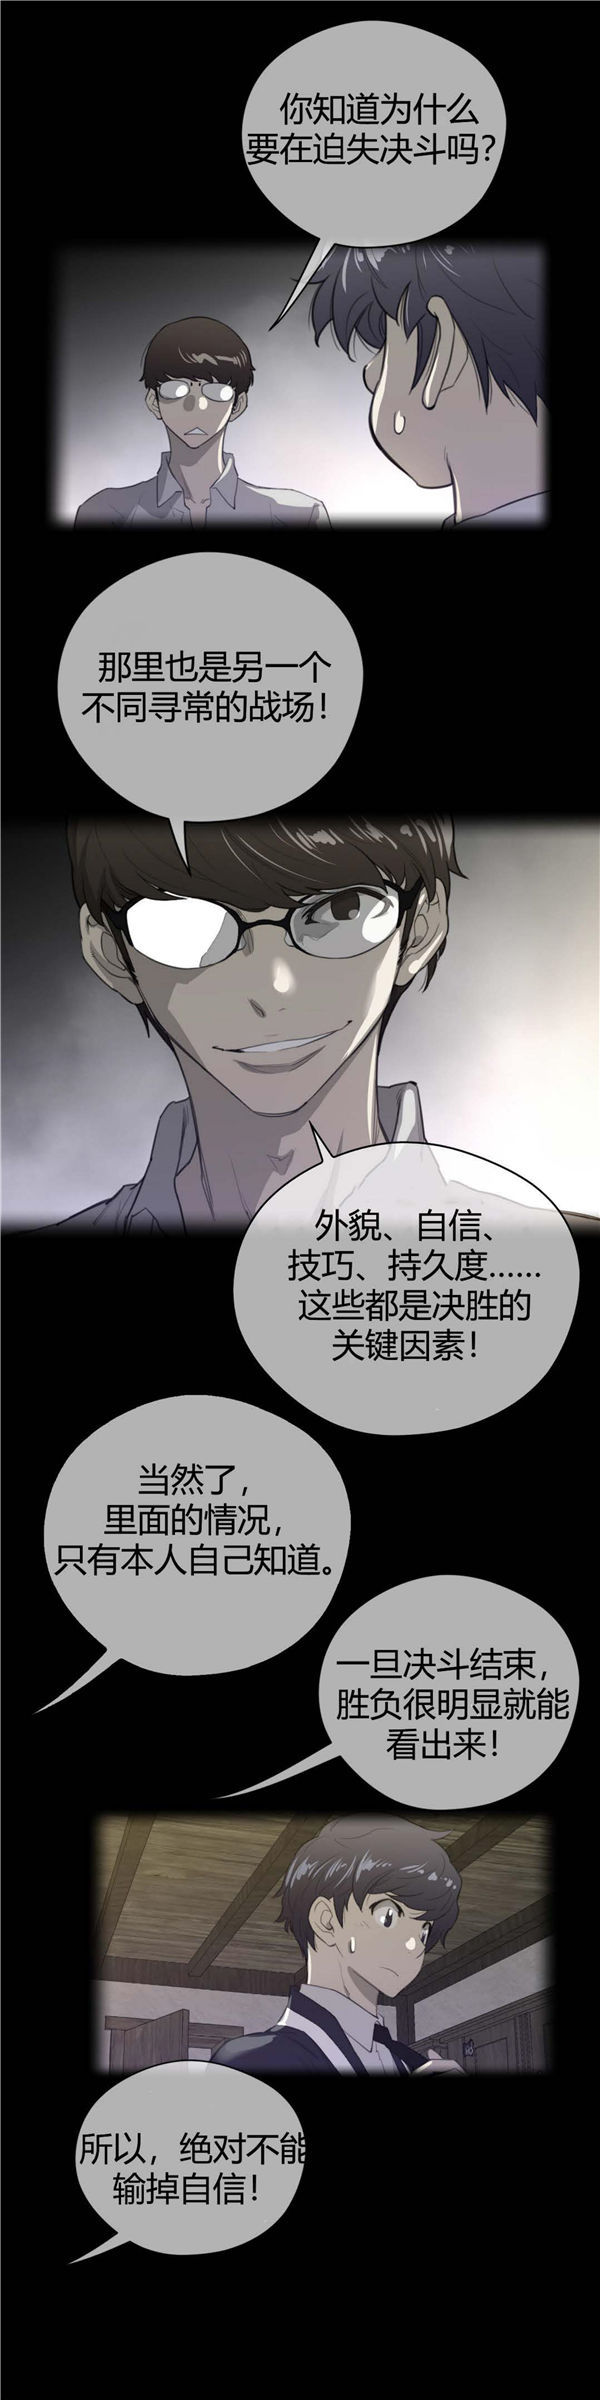 你知道为什么
要在迫失决斗吗？
那里也是另一个
不同寻常的战场！
外貌、自信、
技巧、持久度……
这些都是决胜的
关键因素！
当然了，
里面的情况，
只有本人自己知道。
一旦决斗结束，
胜负很明显就能
看出来！
所以，绝对不能
输掉自信！